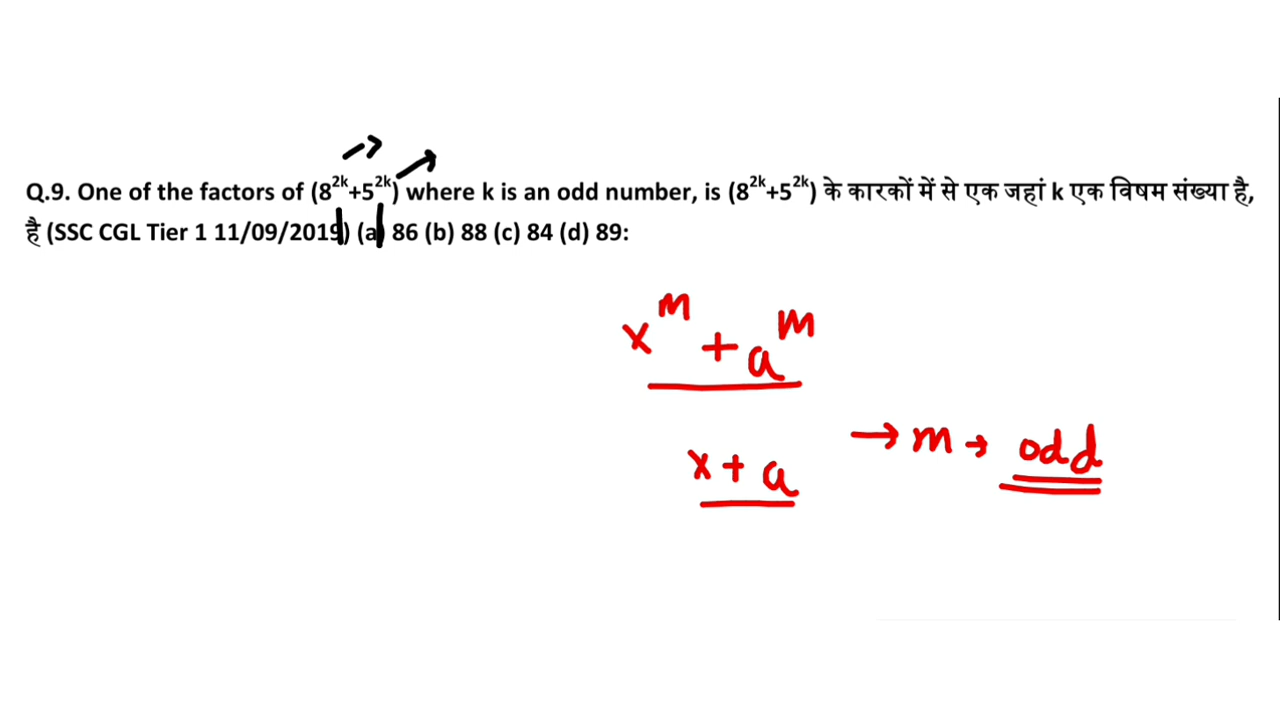 Q.9. One of the factors of (8^2k+5^2k) where k is an odd number, is (8^2k+5^2k) के कारकों में से एक जहां k एक विषम संख्या है,
है (SSC CGL Tier 1 11/09/2019) (a) 86 (b) 88 (c) 84 (d) 89:
x^m + a^m
→ m → odd
x + a